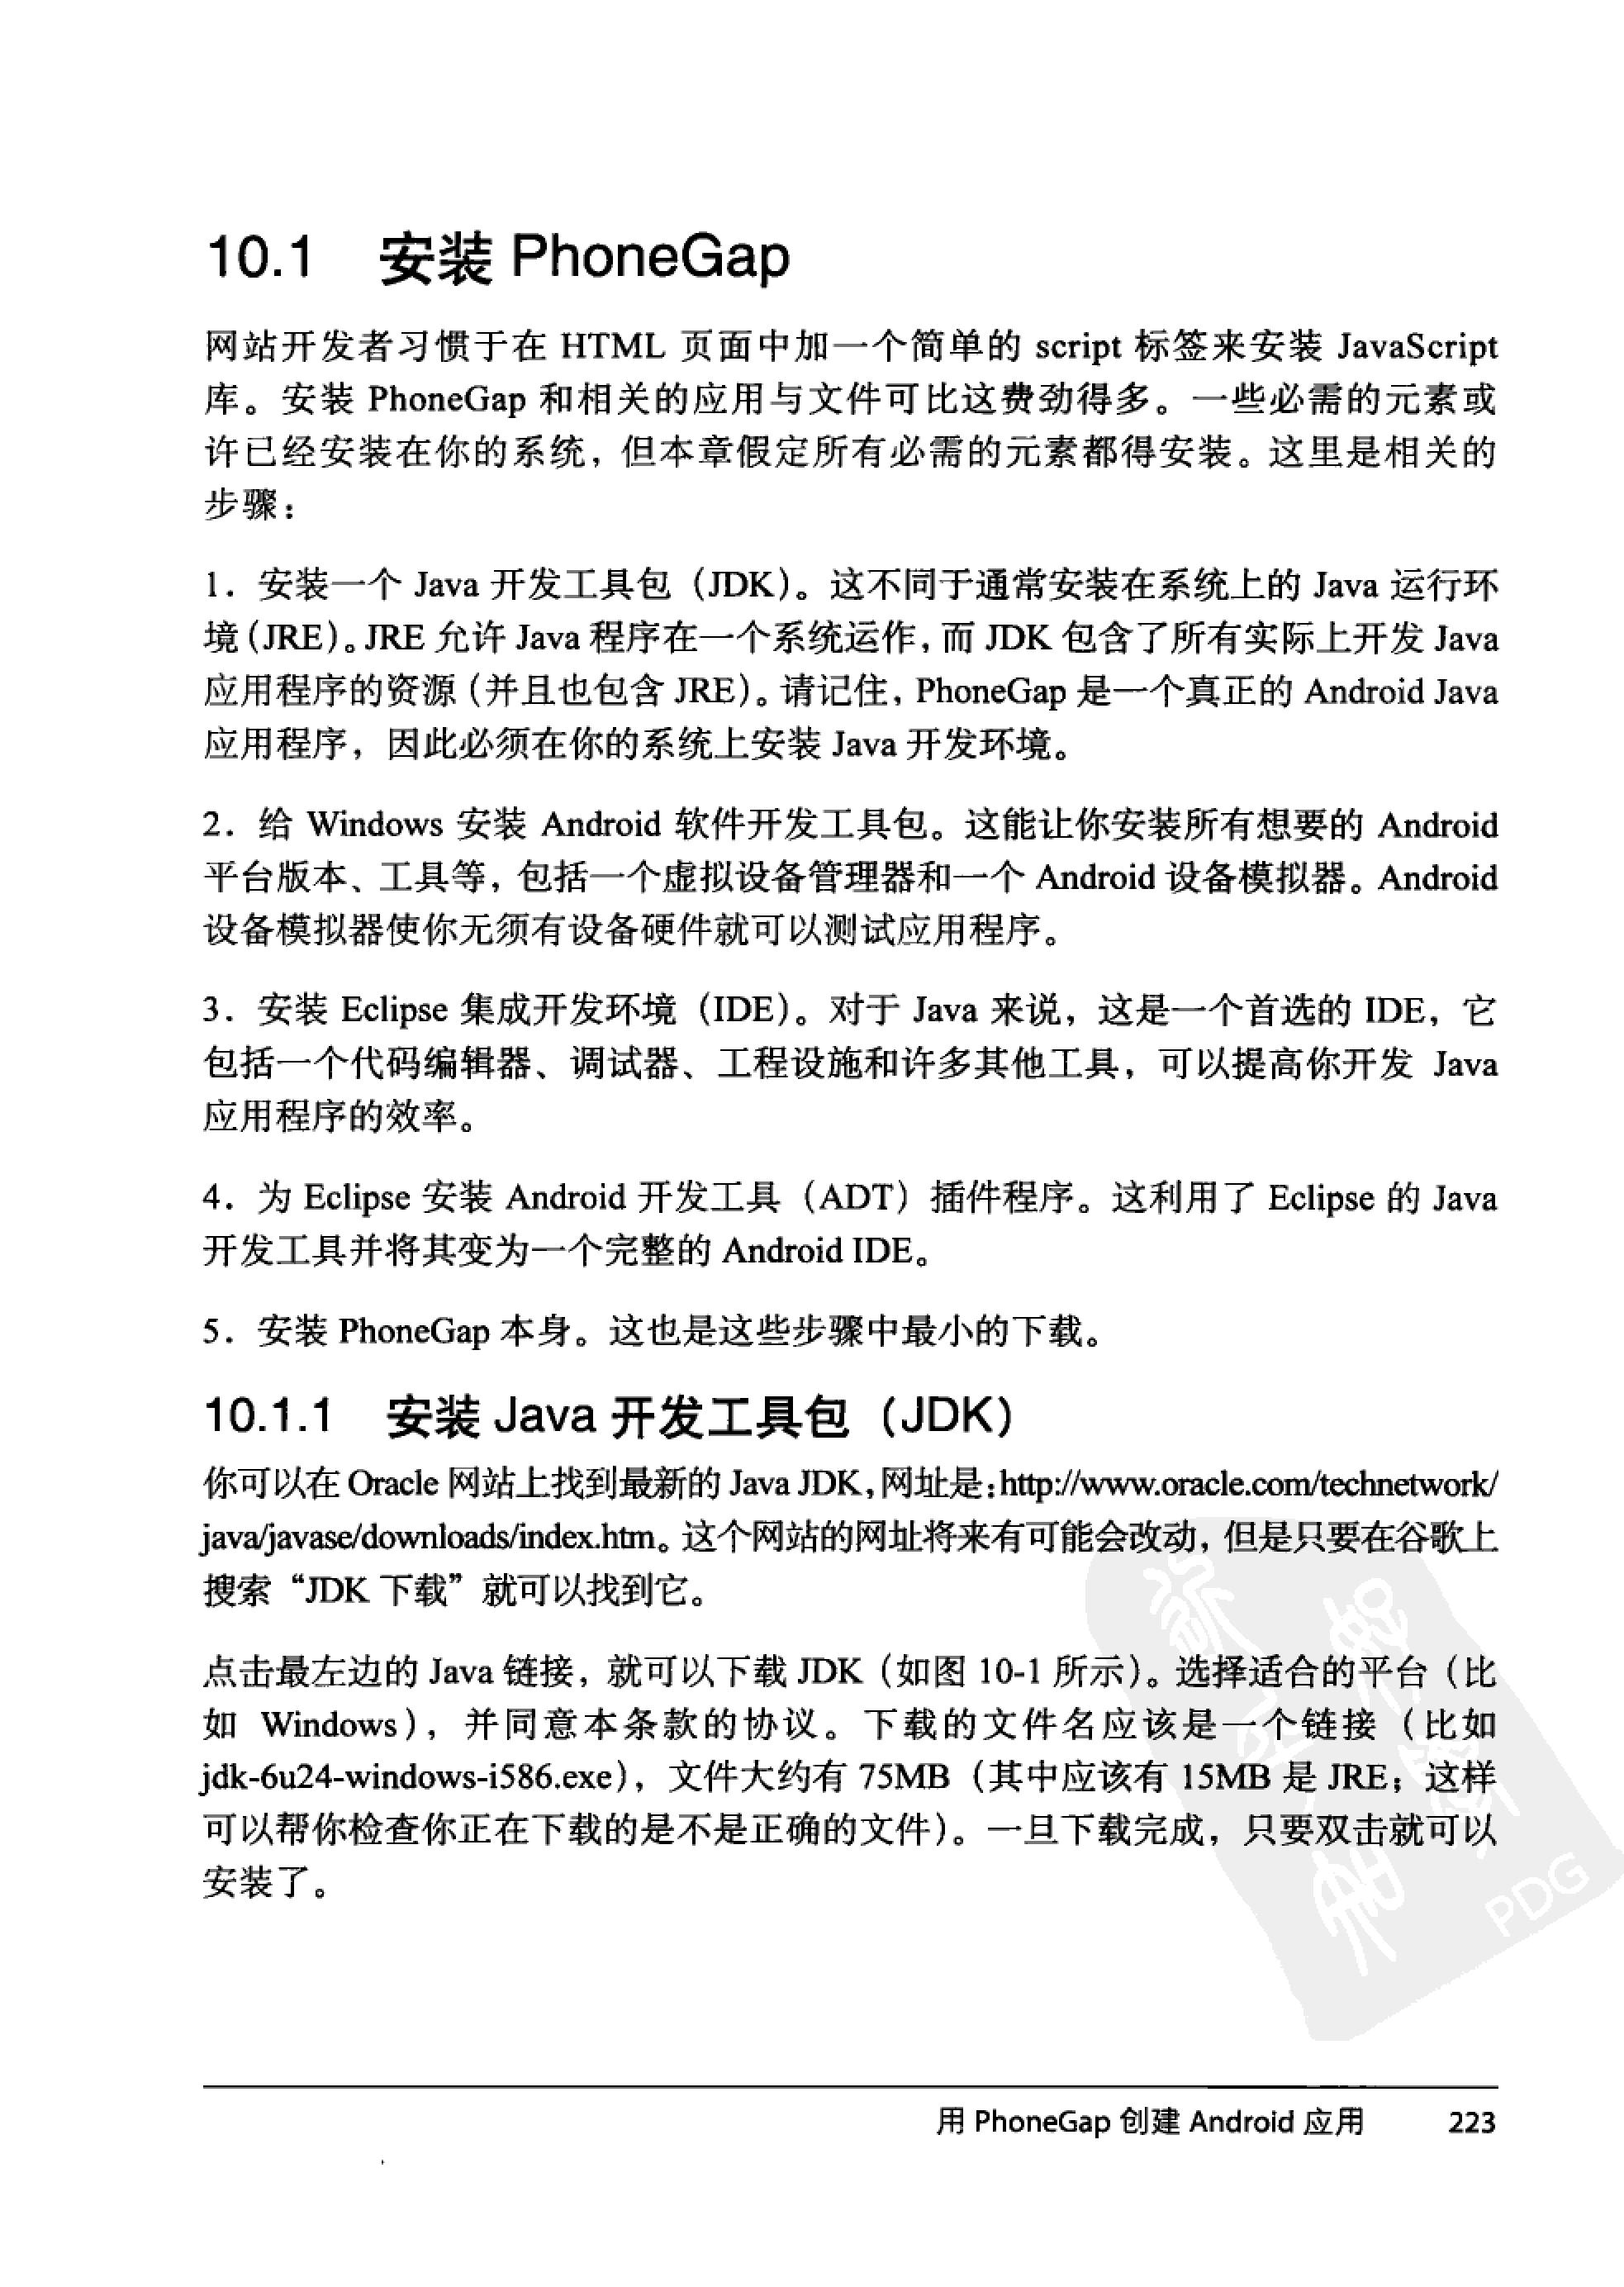 10.1 安装 PhoneGap
网站开发者习惯于在 HTML 页面中加一个简单的 script 标签来安装 JavaScript
库。安装 PhoneGap 和相关的应用与文件可比这费劲得多。一些必需的元素或
许已经安装在你的系统，但本章假定所有必需的元素都得安装。这里是相关的
步骤：
1．安装一个 Java 开发工具包（JDK）。这不同于通常安装在系统上的 Java 运行环
境（JRE）。JRE 允许 Java 程序在一个系统运作，而 JDK 包含了所有实际上开发 Java
应用程序的资源（并且也包含 JRE）。请记住，PhoneGap 是一个真正的 Android Java
应用程序，因此必须在你的系统上安装 Java 开发环境。
2．给 Windows 安装 Android 软件开发工具包。这能让你安装所有想要的 Android
平台版本、工具等，包括一个虚拟设备管理器和一个 Android 设备模拟器。Android
设备模拟器使你无须有设备硬件就可以测试应用程序。
3．安装 Eclipse 集成开发环境（IDE）。对于 Java 来说，这是一个首选的 IDE，它
包括一个代码编辑器、调试器、工程设施和许多其他工具，可以提高你开发 Java
应用程序的效率。
4．为 Eclipse 安装 Android 开发工具（ADT）插件程序。这利用了 Eclipse 的 Java
开发工具并将其变为一个完整的 Android IDE。
5．安装 PhoneGap 本身。这也是这些步骤中最小的下载。
10.1.1 安装 Java 开发工具包（JDK）
你可以在 Oracle 网站上找到最新的 Java JDK，网址是：http://www.oracle.com/technetwork/
java/javase/downloads/index.htm。这个网站的网址将来有可能会改动，但是只要在谷歌上
搜索“JDK 下载”就可以找到它。
点击最左边的 Java 链接，就可以下载 JDK（如图 10-1 所示）。选择适合的平台（比
如 Windows），并同意本条款的协议。下载的文件名应该是一个链接（比如
jdk-6u24-windows-i586.exe），文件大约有 75MB（其中应该有 15MB 是 JRE；这样
可以帮你检查你正在下载的是不是正确的文件）。一旦下载完成，只要双击就可以
安装了。
PDG
用 PhoneGap 创建 Android 应用 223